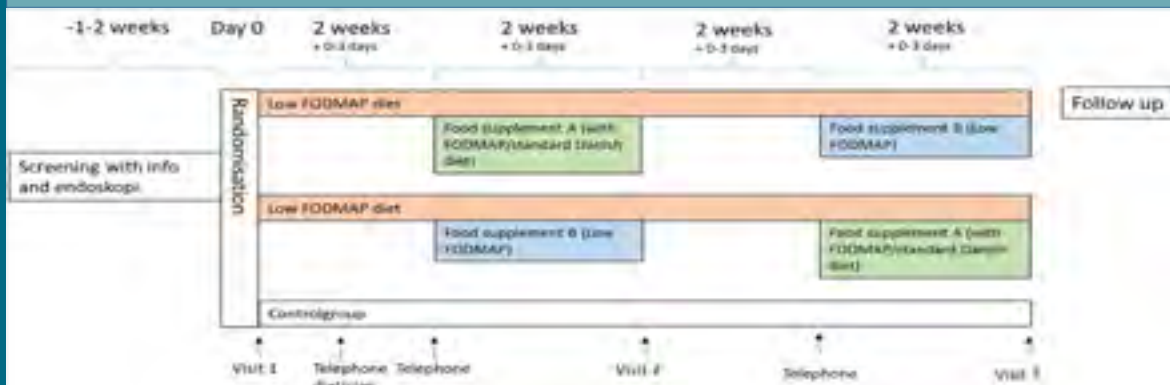 -1-2 weeks
Day 0
2 weeks
+ 0-3 days
2 weeks
+ 0-3 days
2 weeks
+ 0-3 days
2 weeks
+ 0-3 days
Randomisation
Low FODMAP diet
Follow up
Food supplement A (with
FODMAP/standard Danish
diet)
Food supplement B (Low
FODMAP)
Screening with info
and endoskopi
Low FODMAP diet
Food supplement B (Low
FODMAP)
Food supplement A (with
FODMAP/standard Danish
diet)
Controlgroup
Visit 1
Telephone
Telephone
Visit 2
Telephone
Visit 3